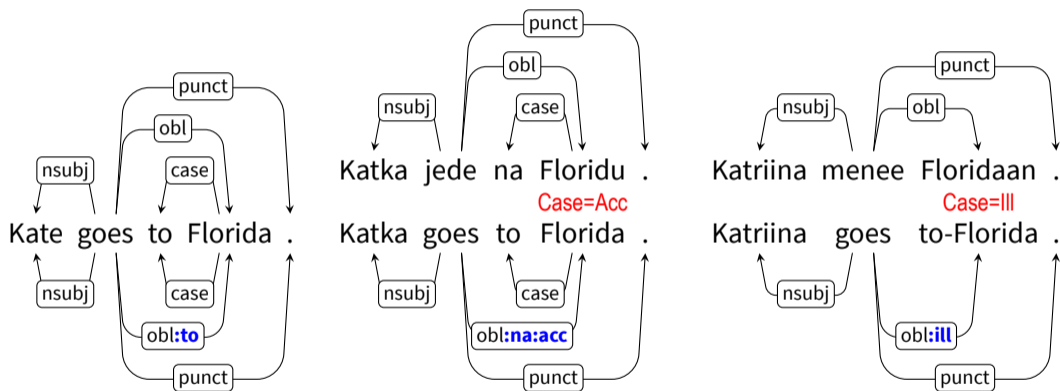 punct
obl
nsubj
case
Kate goes to Florida .
nsubj
case
obl:to
punct
punct
obl
nsubj
case
Katka jede na Floridu .
Case=Acc
Katka goes to Florida .
nsubj
case
obl:na:acc
punct
punct
nsubj
obl
Katriina menee Floridaan .
Case=Ill
Katriina goes to-Florida .
nsubj
obl:ill
punct